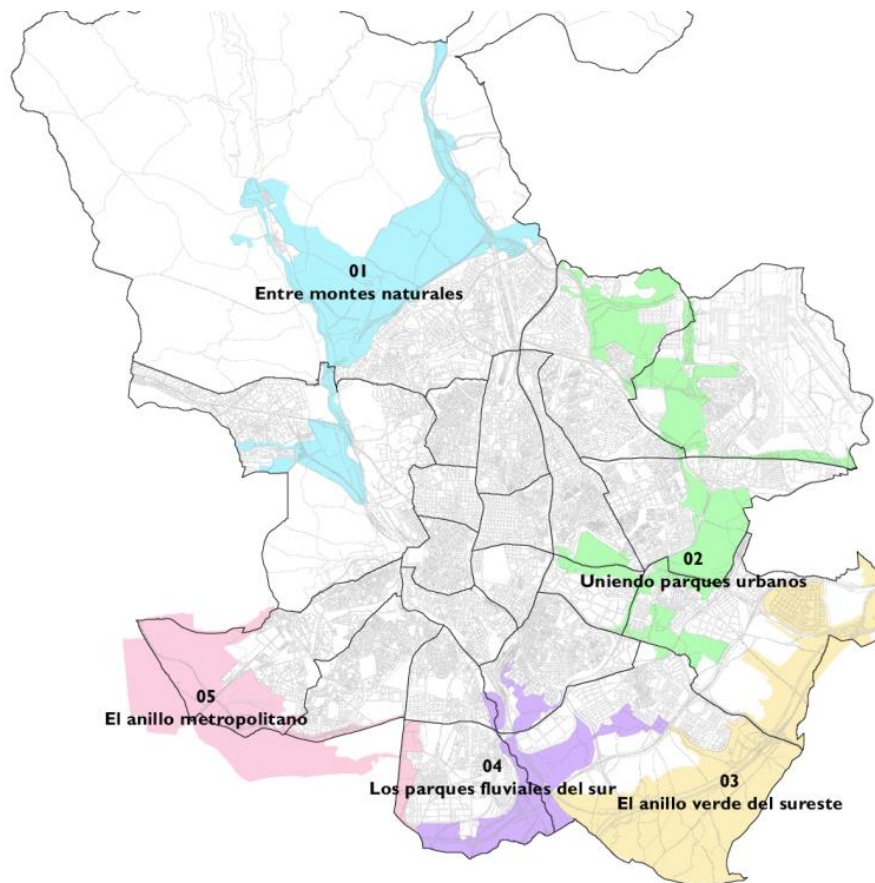 01
Entre montes naturales
02
Uniendo parques urbanos
05
El anillo metropolitano
04
Los parques fluviales del sur
03
El anillo verde del sureste